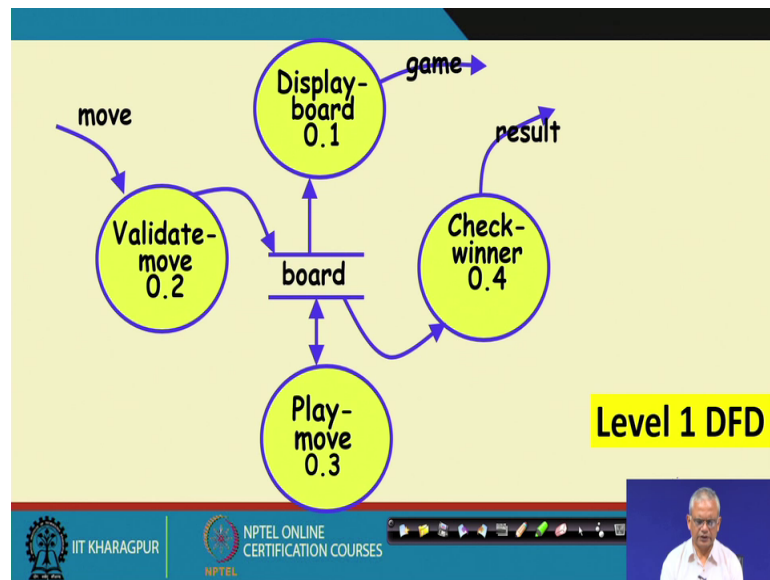 move
Display-
board
0.1
game
result
Validate-
move
0.2
board
Check-
winner
0.4
Play-
move
0.3
Level 1 DFD
IIT KHARAGPUR
NPTEL
NPTEL ONLINE
CERTIFICATION COURSES